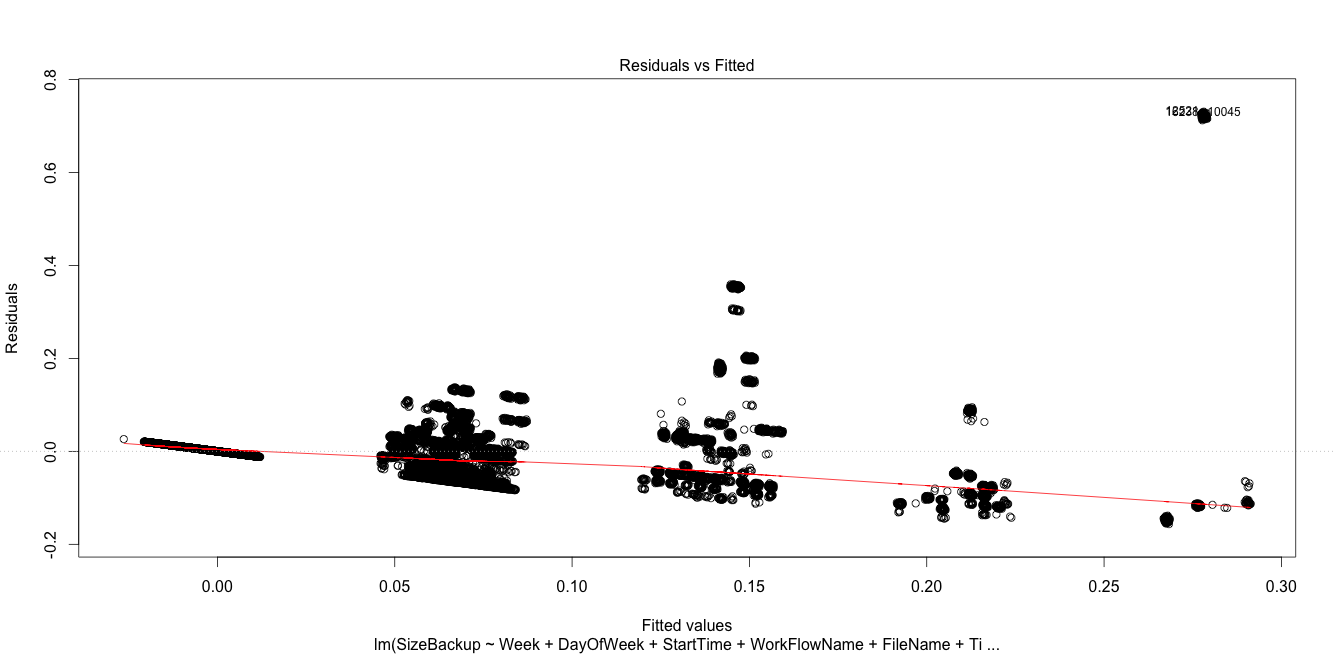 Residuals vs Fitted
10045
Residuals
-0.2 0.0 0.2 0.4 0.6 0.8
0.00 0.05 0.10 0.15 0.20 0.25 0.30
Fitted values
lm(SizeBackup ~ Week + DayOfWeek + StartTime + WorkFlowName + FileName + Ti ...